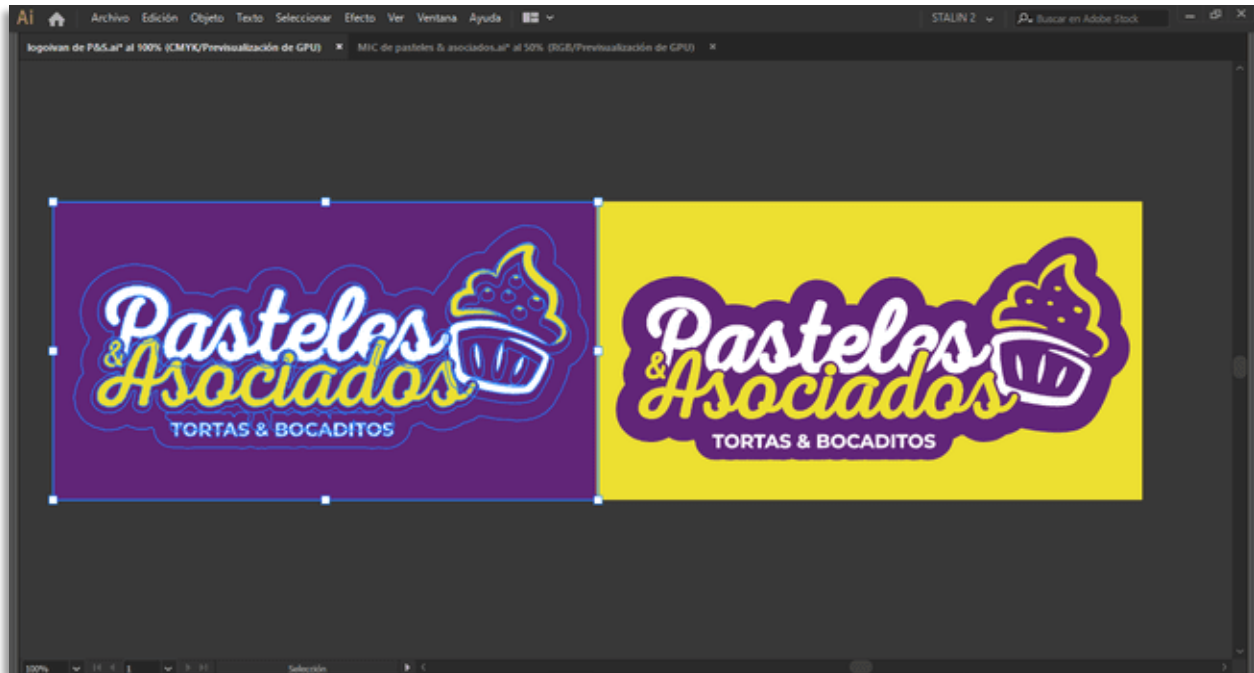 Ai Archivo Edición Objeto Texto Seleccionar Efecto Ver Ventana Ayuda STALIN 2 Buscar en Adobe Stock
logoivan de P&S.ai* al 100% (CMYK/Previsualización de GPU) × MIC de pasteles & asociados.ai* al 50% (RGB/Previsualización de GPU) ×
Pasteles
& Asociados
TORTAS & BOCADITOS
Pasteles
& Asociados
TORTAS & BOCADITOS
100% 1 Selección